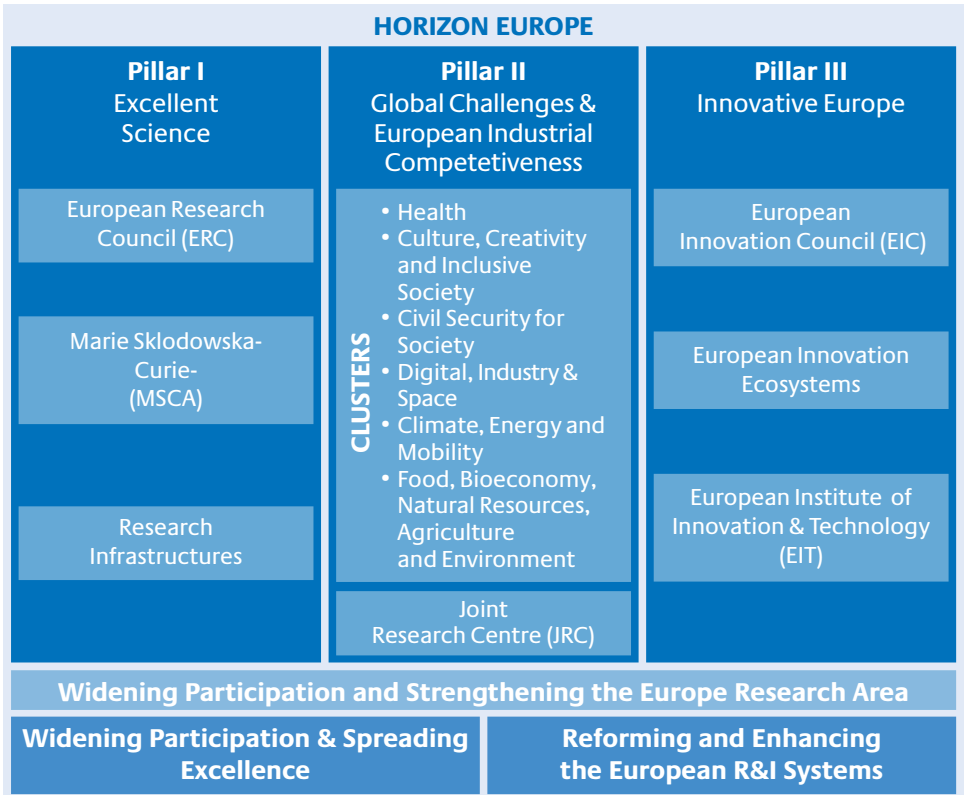 HORIZON EUROPE
Pillar I
Excellent
Science
European Research
Council (ERC)
Marie Sklodowska-
Curie-
(MSCA)
Research
Infrastructures
Pillar II
Global Challenges &
European Industrial
Competetiveness
CLUSTERS
• Health
• Culture, Creativity
and Inclusive
Society
• Civil Security for
Society
• Digital, Industry &
Space
• Climate, Energy and
Mobility
• Food, Bioeconomy,
Natural Resources,
Agriculture
and Environment
Joint
Research Centre (JRC)
Pillar III
Innovative Europe
European
Innovation Council (EIC)
European Innovation
Ecosystems
European Institute of
Innovation & Technology
(EIT)
Widening Participation and Strengthening the Europe Research Area
Widening Participation & Spreading
Excellence
Reforming and Enhancing
the European R&I Systems